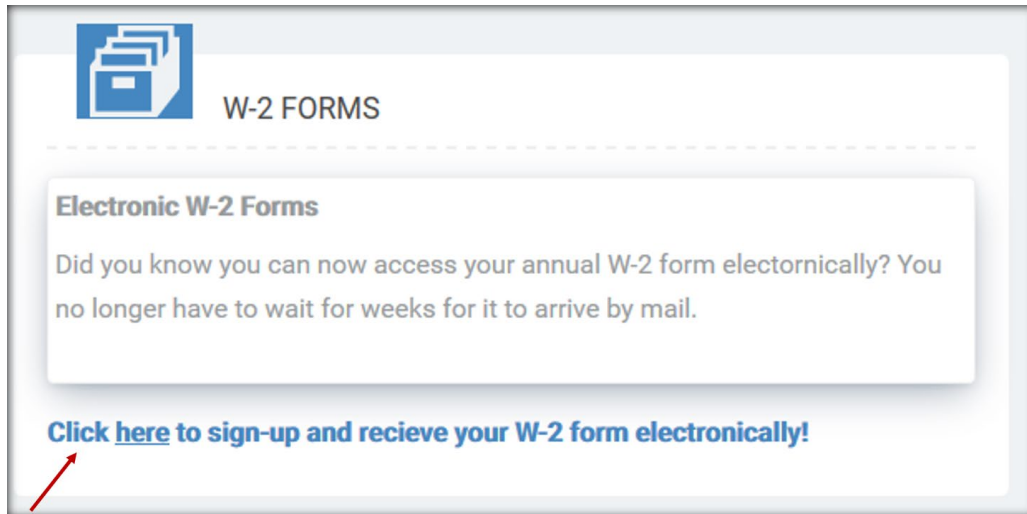 W-2 FORMS
Electronic W-2 Forms
Did you know you can now access your annual W-2 form electornically? You
no longer have to wait for weeks for it to arrive by mail.
Click here to sign-up and recieve your W-2 form electronically!